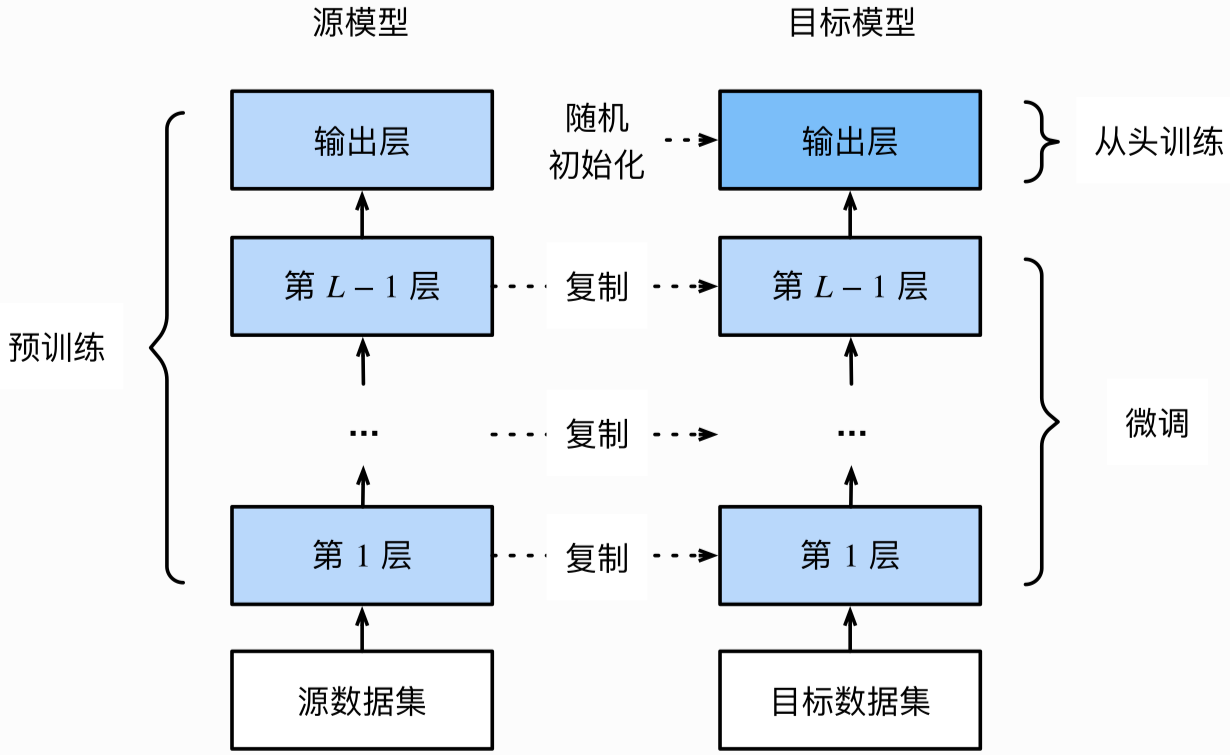 源模型
目标模型
输出层
随机
初始化
输出层
从头训练
第 L – 1 层
复制
第 L – 1 层
预训练
...
复制
...
微调
第 1 层
复制
第 1 层
源数据集
目标数据集